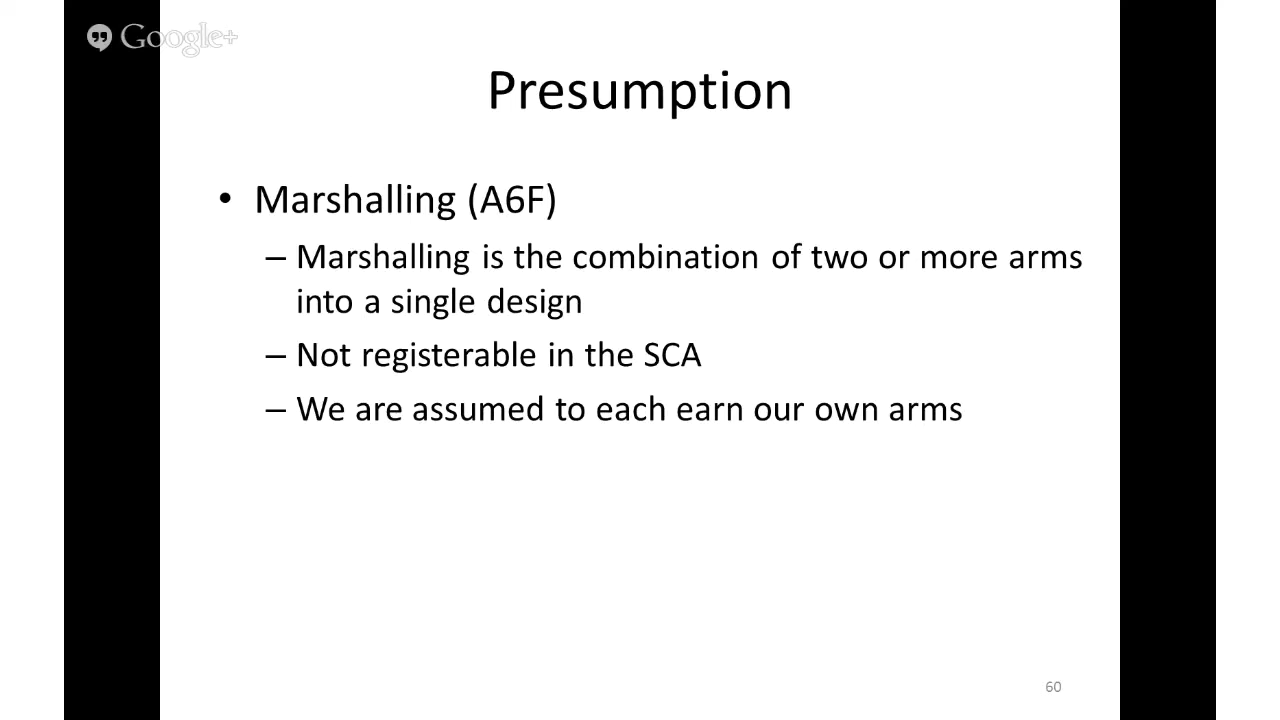 Google+
Presumption
• Marshalling (A6F)
– Marshalling is the combination of two or more arms
into a single design
– Not registerable in the SCA
– We are assumed to each earn our own arms
60